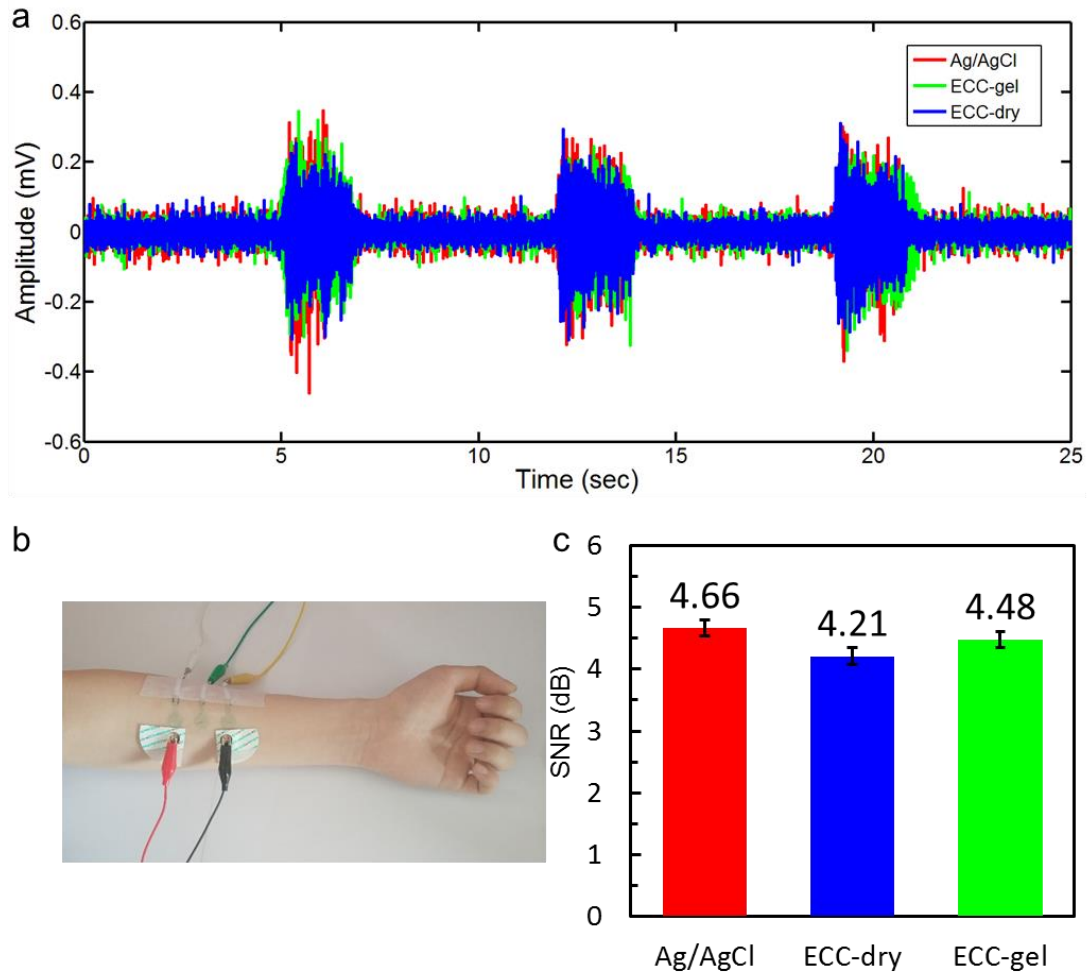 a
0.6
0.4
0.2
0
-0.2
-0.4
-0.6
Amplitude (mV)
Ag/AgCl
ECC-gel
ECC-dry
0 5 10 15 20 25
Time (sec)
b
c
6
5
4
3
2
1
0
SNR (dB)
4.66 4.21 4.48
Ag/AgCl ECC-dry ECC-gel